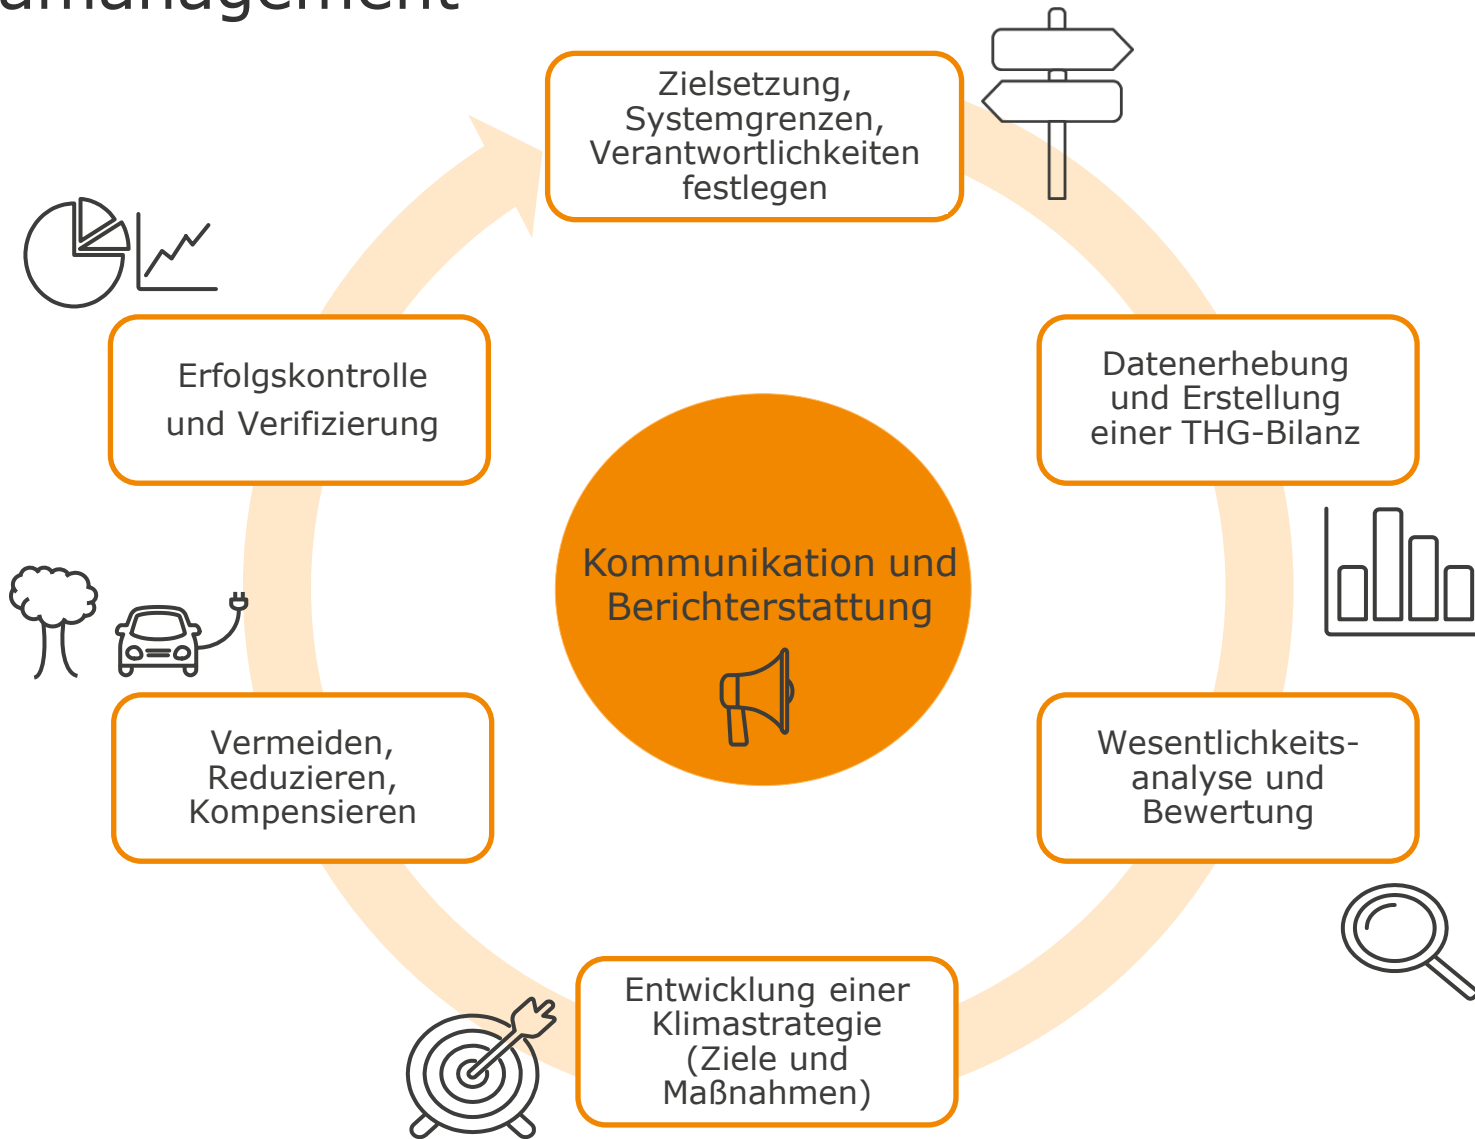 amanagement
Zielsetzung,
Systemgrenzen,
Verantwortlichkeiten
festlegen
Datenerhebung
und Erstellung
einer THG-Bilanz
Wesentlichkeits-
analyse und
Bewertung
Entwicklung einer
Klimastrategie
(Ziele und
Maßnahmen)
Vermeiden,
Reduzieren,
Kompensieren
Erfolgskontrolle
und Verifizierung
Kommunikation und
Berichterstattung